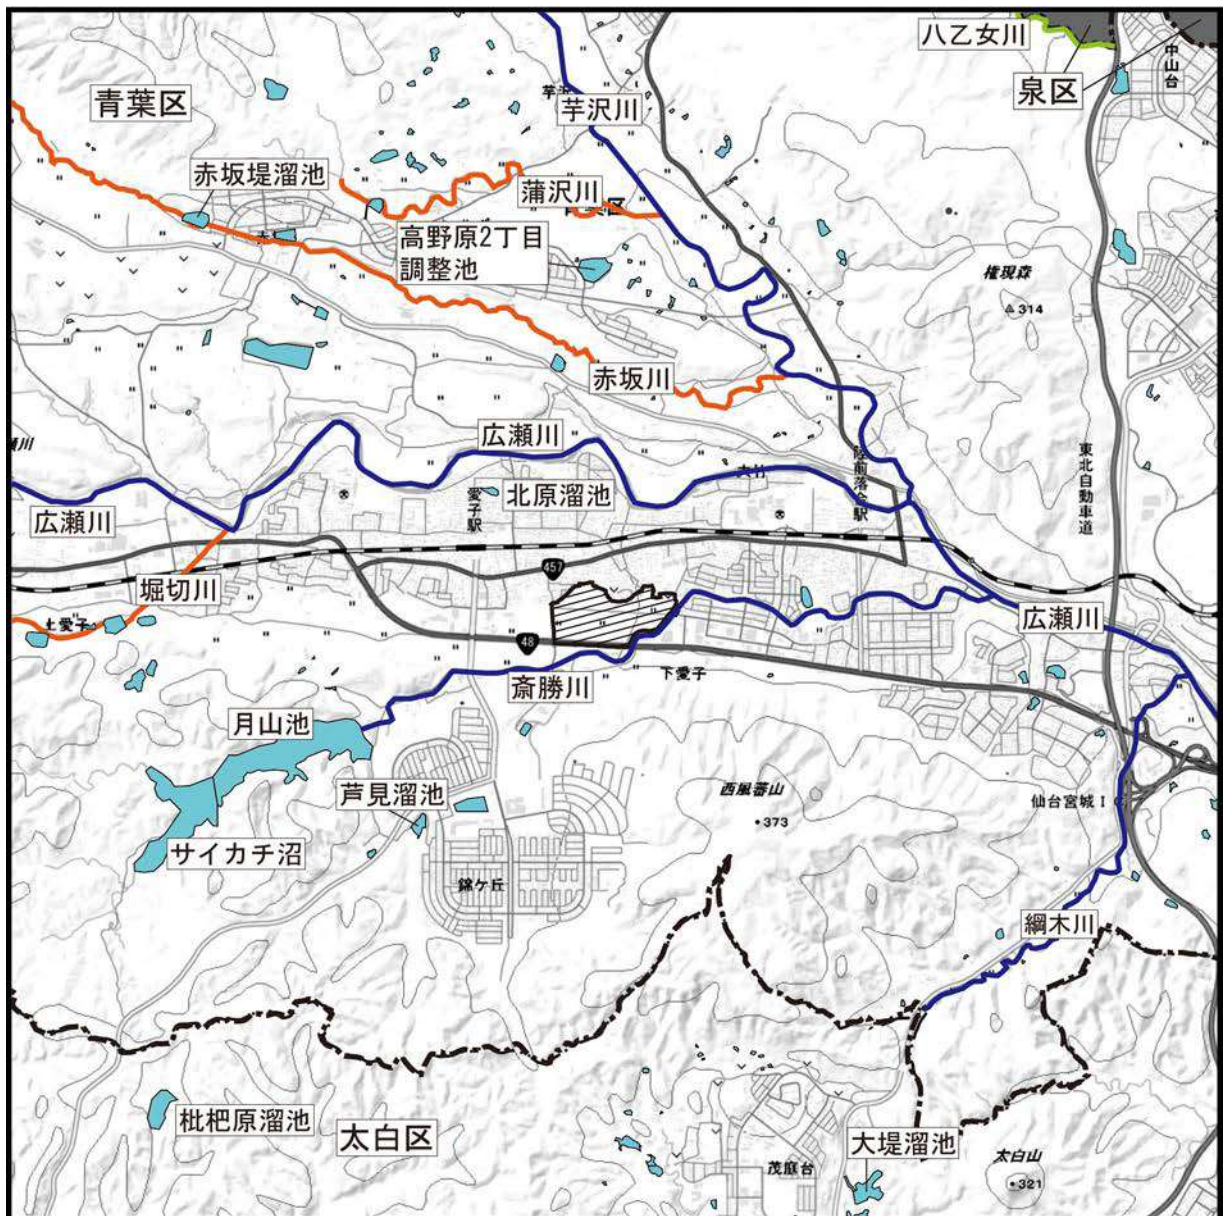 八乙女川
中山台
泉区
青葉区
芋沢川
赤坂堤溜池
蒲沢川
高野原2丁目
調整池
権現森
314
赤坂川
広瀬川
東北自動車道
陸前落合駅
愛子駅
北原溜池
広瀬川
457
堀切川
上愛子
広瀬川
48
下愛子
斎勝川
月山池
芦見溜池
西風蕃山
373
仙台宮城I
サイカチ沼
錦ケ丘
綱木川
枇杷原溜池
太白区
大堤溜池
茂庭台
太白山
321